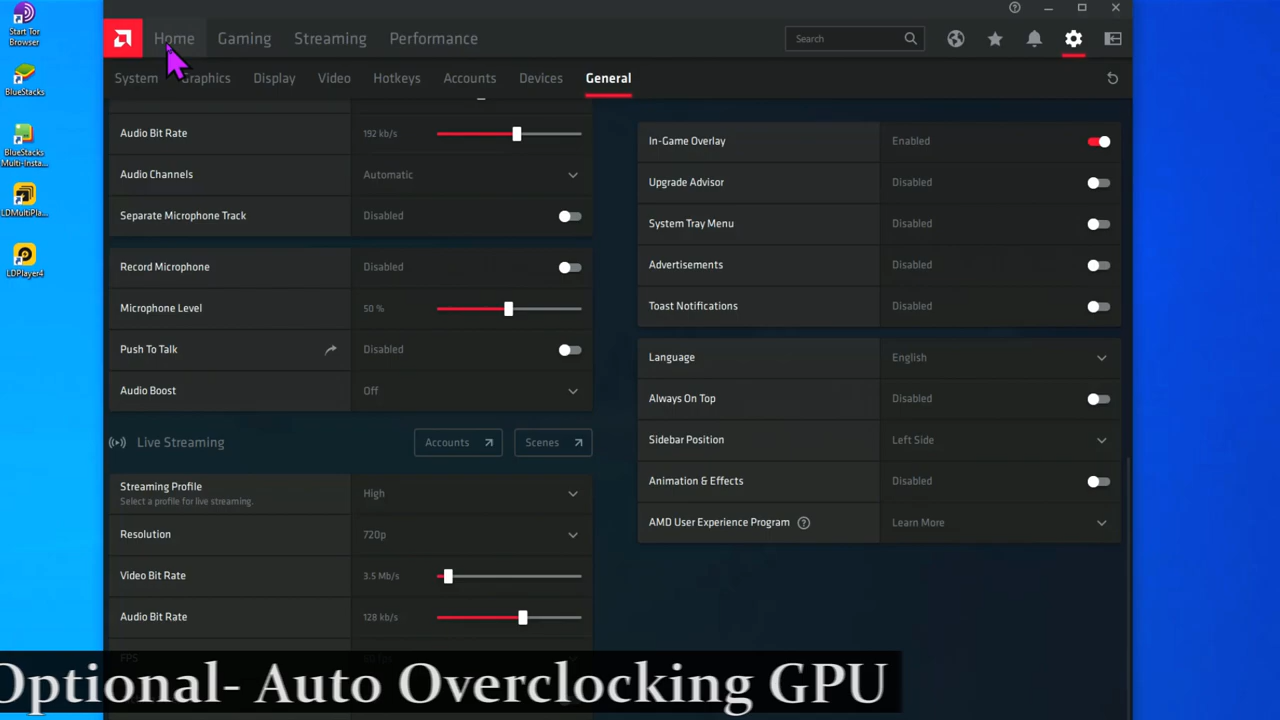 Start Tor
Browser
BlueStacks
BlueStacks
Multi-Insta...
LDMultiPla...
LDPlayer4
Home Gaming Streaming Performance
Search
System Graphics Display Video Hotkeys Accounts Devices General
Audio Bit Rate 192 kb/s
Audio Channels Automatic
Separate Microphone Track Disabled
Record Microphone Disabled
Microphone Level 50 %
Push To Talk Disabled
Audio Boost Off
Live Streaming Accounts Scenes
Streaming Profile High
Select a profile for live streaming.
Resolution 720p
Video Bit Rate 3.5 Mb/s
Audio Bit Rate 128 kb/s
FPS
In-Game Overlay Enabled
Upgrade Advisor Disabled
System Tray Menu Disabled
Advertisements Disabled
Toast Notifications Disabled
Language English
Always On Top Disabled
Sidebar Position Left Side
Animation & Effects Disabled
AMD User Experience Program Learn More
Optional- Auto Overclocking GPU